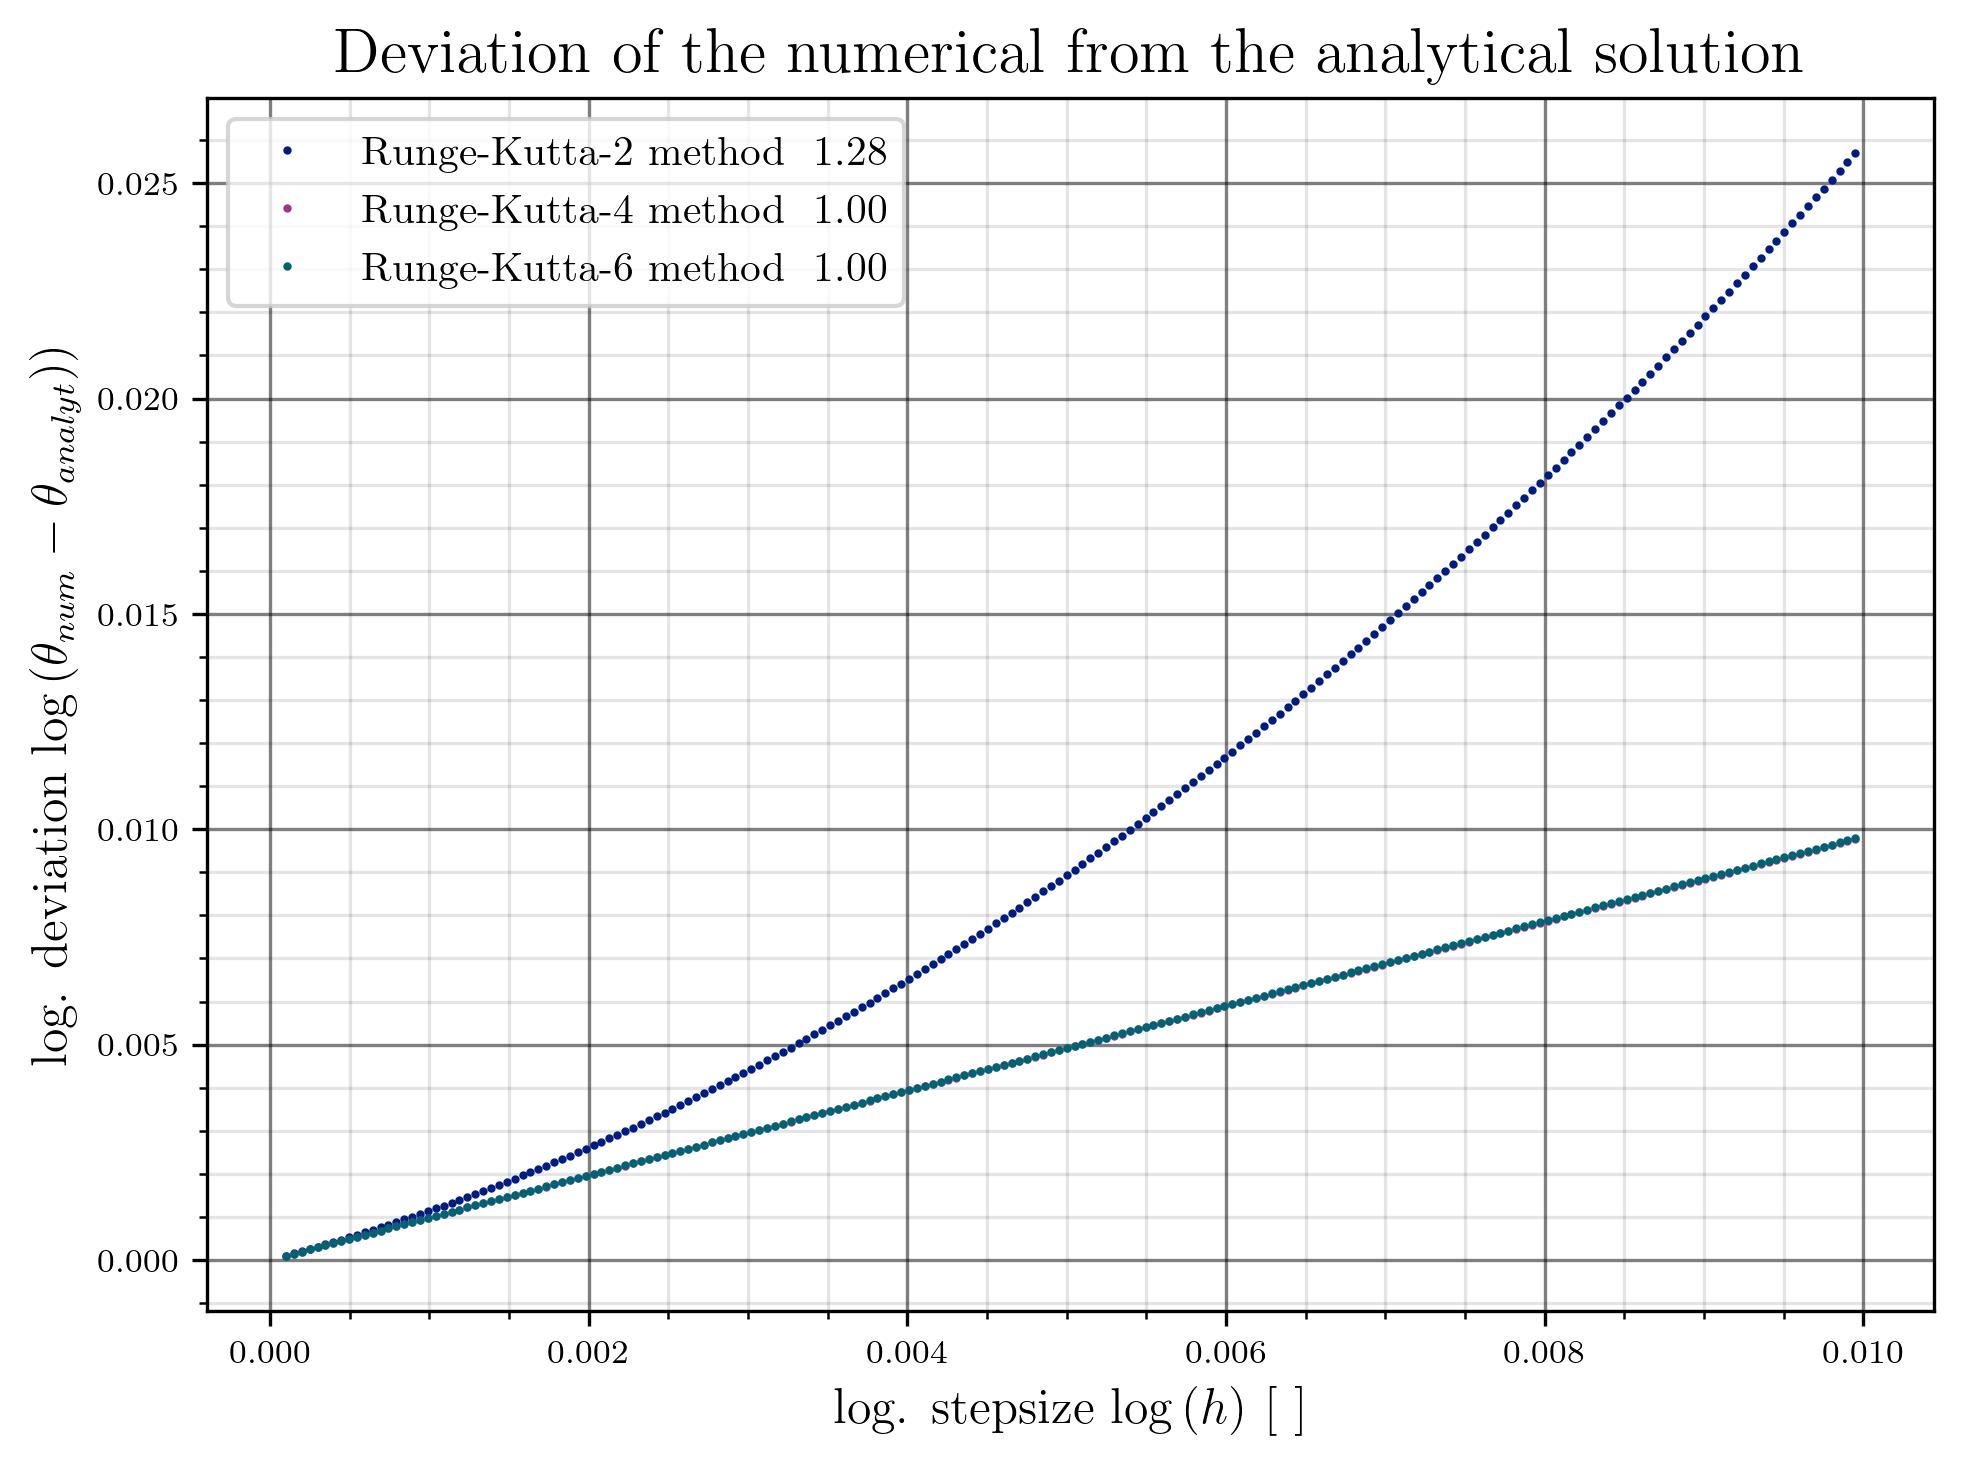 Deviation of the numerical from the analytical solution
Runge-Kutta-2 method 1.28
Runge-Kutta-4 method 1.00
Runge-Kutta-6 method 1.00
log. deviation log (θ_num − θ_analyt))
0.025
0.020
0.015
0.010
0.005
0.000
0.000 0.002 0.004 0.006 0.008 0.010
log. stepsize log (h) [ ]